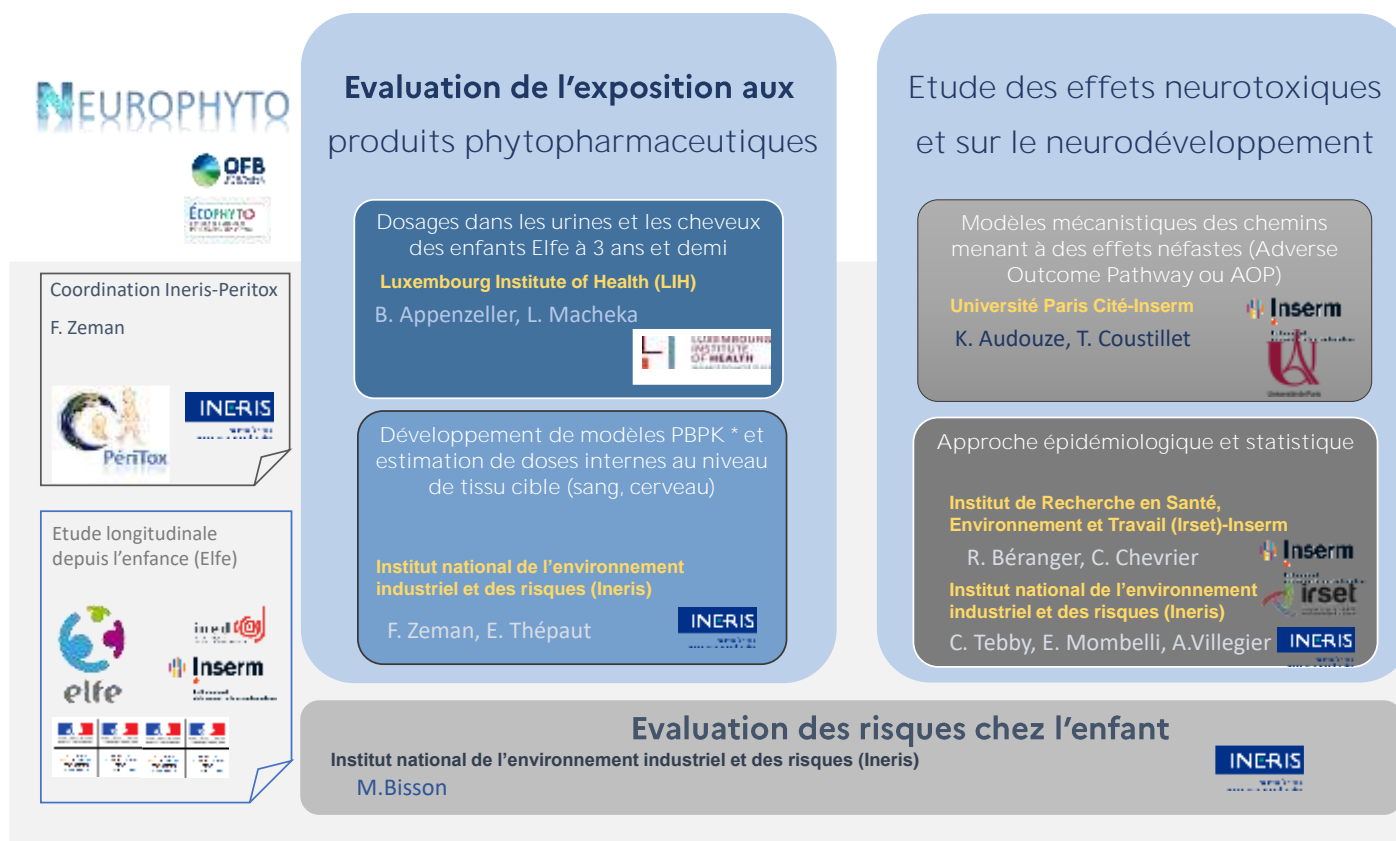 NEUROPHYTO
OFB
ÉCOPHYTO
Coordination Ineris-Peritox
F. Zeman
PériTox
INERIS
Etude longitudinale
depuis l'enfance (Elfe)
elfe
ined
Inserm
Evaluation de l'exposition aux
produits phytopharmaceutiques
Dosages dans les urines et les cheveux
des enfants Elfe à 3 ans et demi
Luxembourg Institute of Health (LIH)
B. Appenzeller, L. Macheka
LUXEMBOURG
INSTITUTE
OF HEALTH
Développement de modèles PBPK * et
estimation de doses internes au niveau
de tissu cible (sang, cerveau)
Institut national de l'environnement
industriel et des risques (Ineris)
F. Zeman, E. Thépaut
INERIS
Etude des effets neurotoxiques
et sur le neurodéveloppement
Modèles mécanistiques des chemins
menant à des effets néfastes (Adverse
Outcome Pathway ou AOP)
Université Paris Cité-Inserm
Inserm
K. Audouze, T. Coustillet
Université de Paris
Approche épidémiologique et statistique
Institut de Recherche en Santé,
Environnement et Travail (Irset)-Inserm
R. Béranger, C. Chevrier
Inserm
Institut national de l'environnement
industriel et des risques (Ineris)
irset
C. Tebby, E. Mombelli, A.Villegier
INERIS
Evaluation des risques chez l'enfant
Institut national de l'environnement industriel et des risques (Ineris)
M.Bisson
INERIS